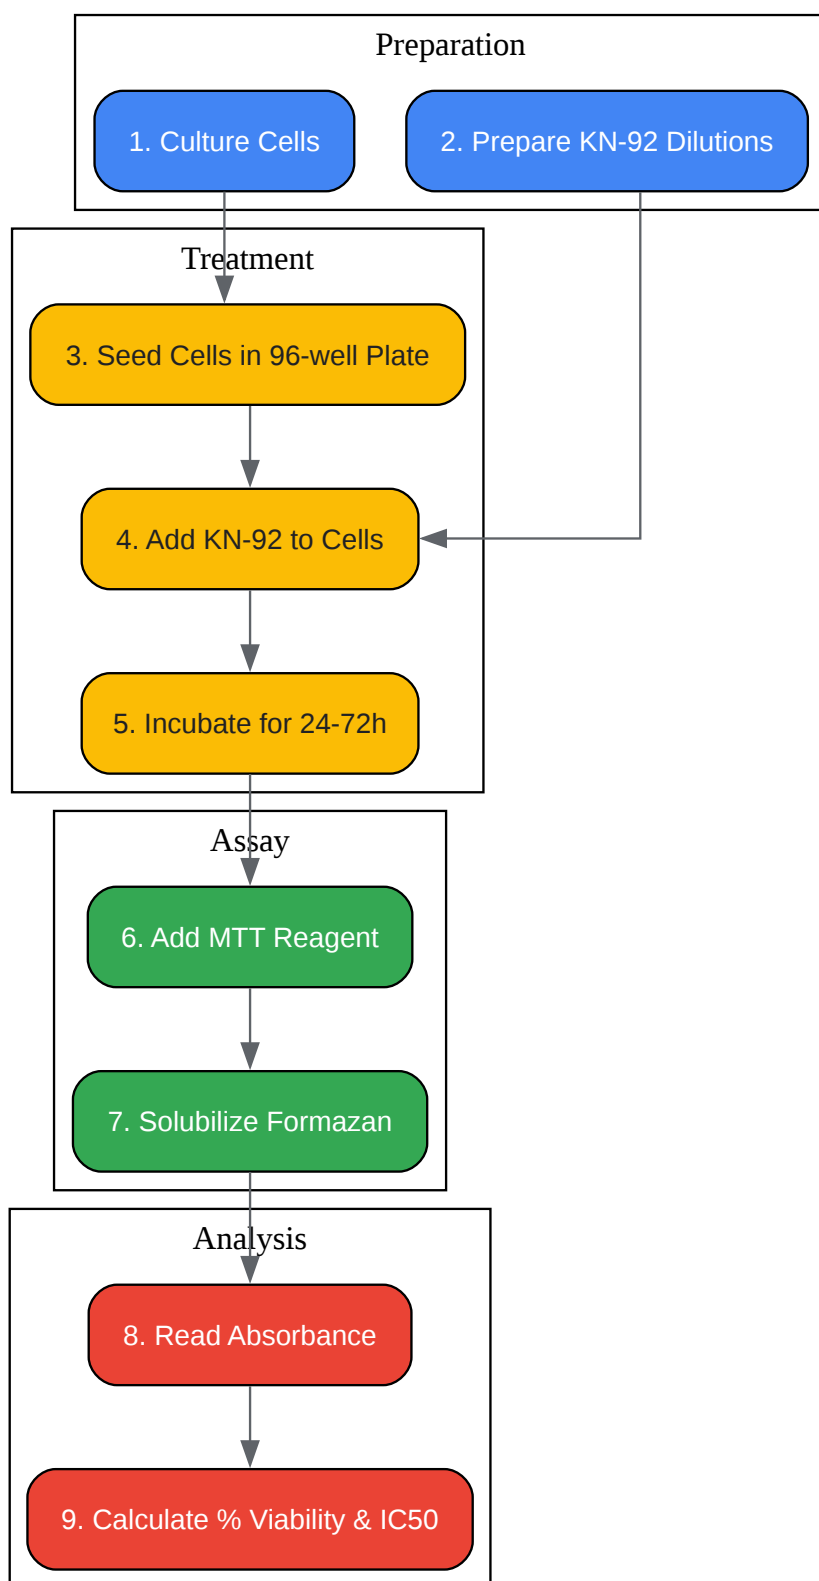 Preparation
1. Culture Cells
2. Prepare KN-92 Dilutions
Treatment
3. Seed Cells in 96-well Plate
4. Add KN-92 to Cells
5. Incubate for 24-72h
Assay
6. Add MTT Reagent
7. Solubilize Formazan
Analysis
8. Read Absorbance
9. Calculate % Viability & IC50